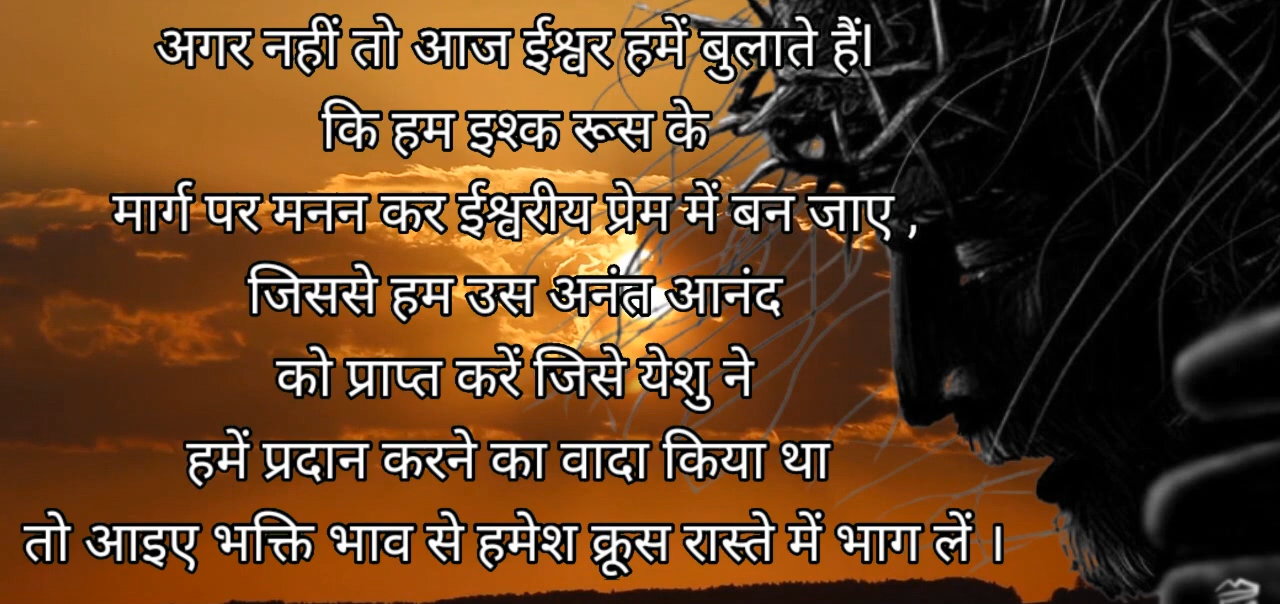 अगर नहीं तो आज ईश्वर हमें बुलाते हैं।
कि हम इश्क रूस के
मार्ग पर मनन कर ईश्वरीय प्रेम में बन जाए ,
जिससे हम उस अनंत आनंद
को प्राप्त करें जिसे येशु ने
हमें प्रदान करने का वादा किया था
तो आइए भक्ति भाव से हमेश क्रूस रास्ते में भाग लें ।